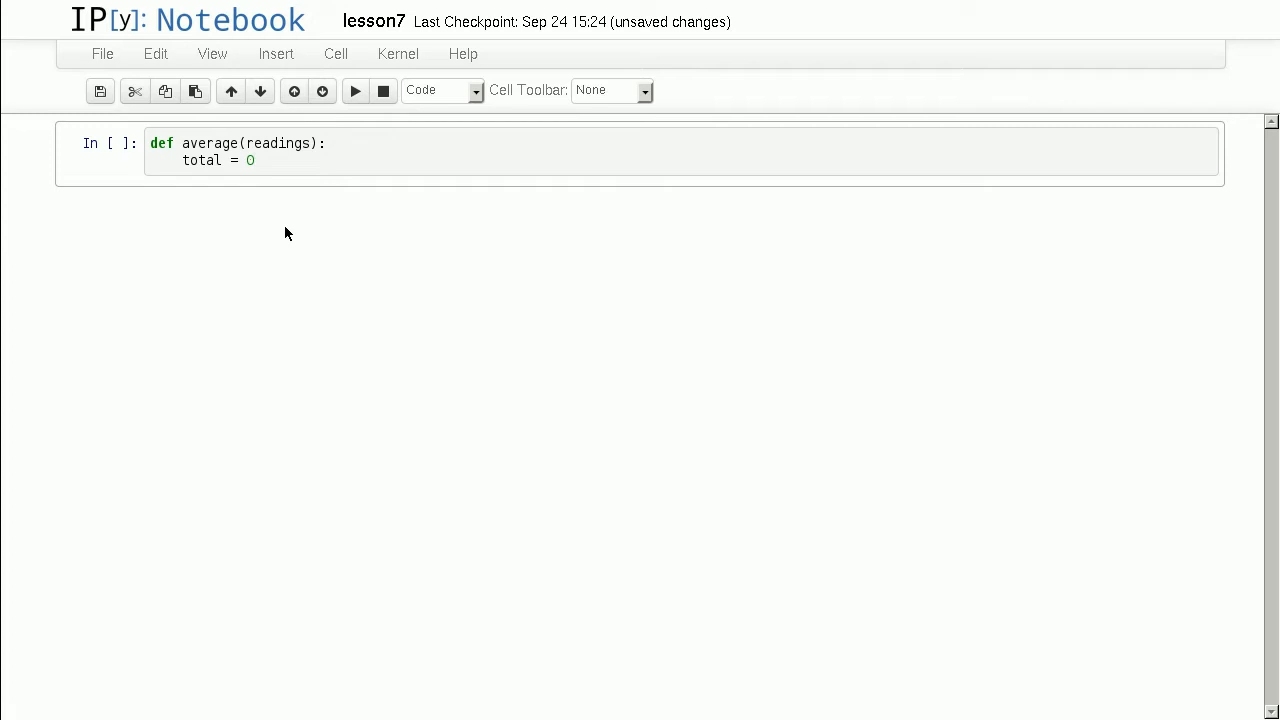 IP[y]: Notebook lesson7 Last Checkpoint: Sep 24 15:24 (unsaved changes)
File Edit View Insert Cell Kernel Help
Code Cell Toolbar: None
In [ ]: def average(readings):
total = 0